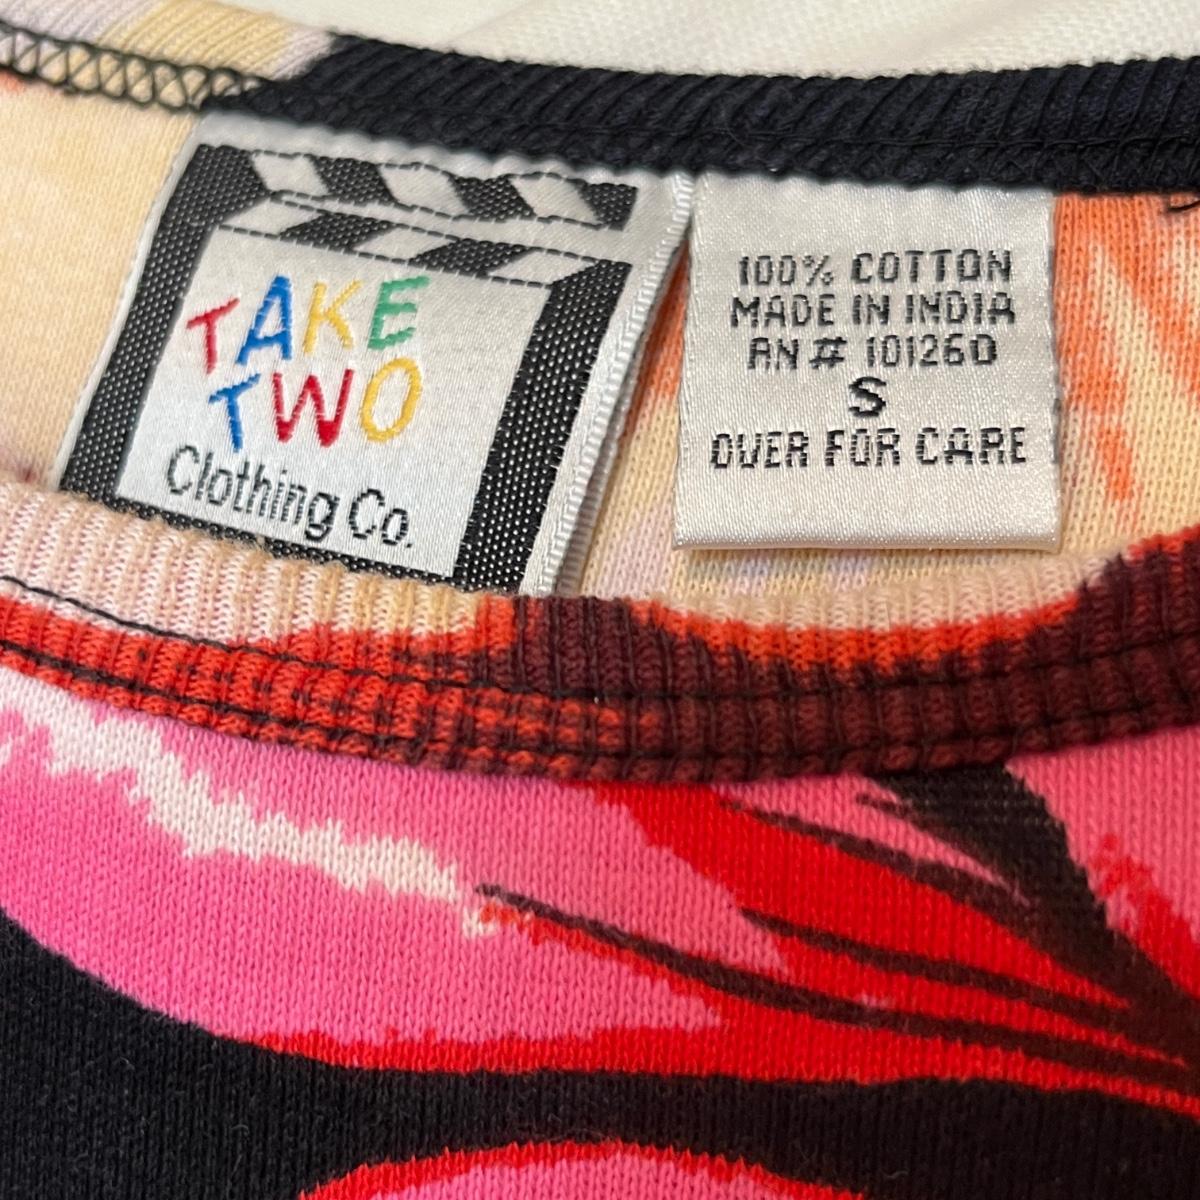 TAKE
TWO
Clothing Co.
100% COTTON
MADE IN INDIA
RN# 101260
S
OVER FOR CARE